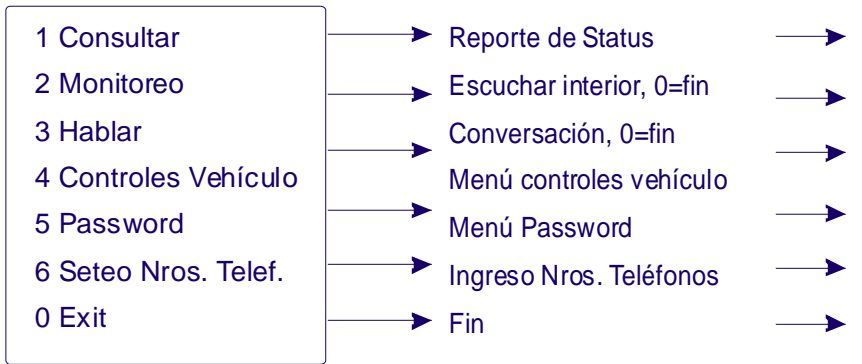 1 Consultar
2 Monitoreo
3 Hablar
4 Controles Vehículo
5 Password
6 Seteo Nros. Telef.
0 Exit
Reporte de Status
Escuchar interior, 0=fin
Conversación, 0=fin
Menú controles vehículo
Menú Password
Ingreso Nros. Teléfonos
Fin